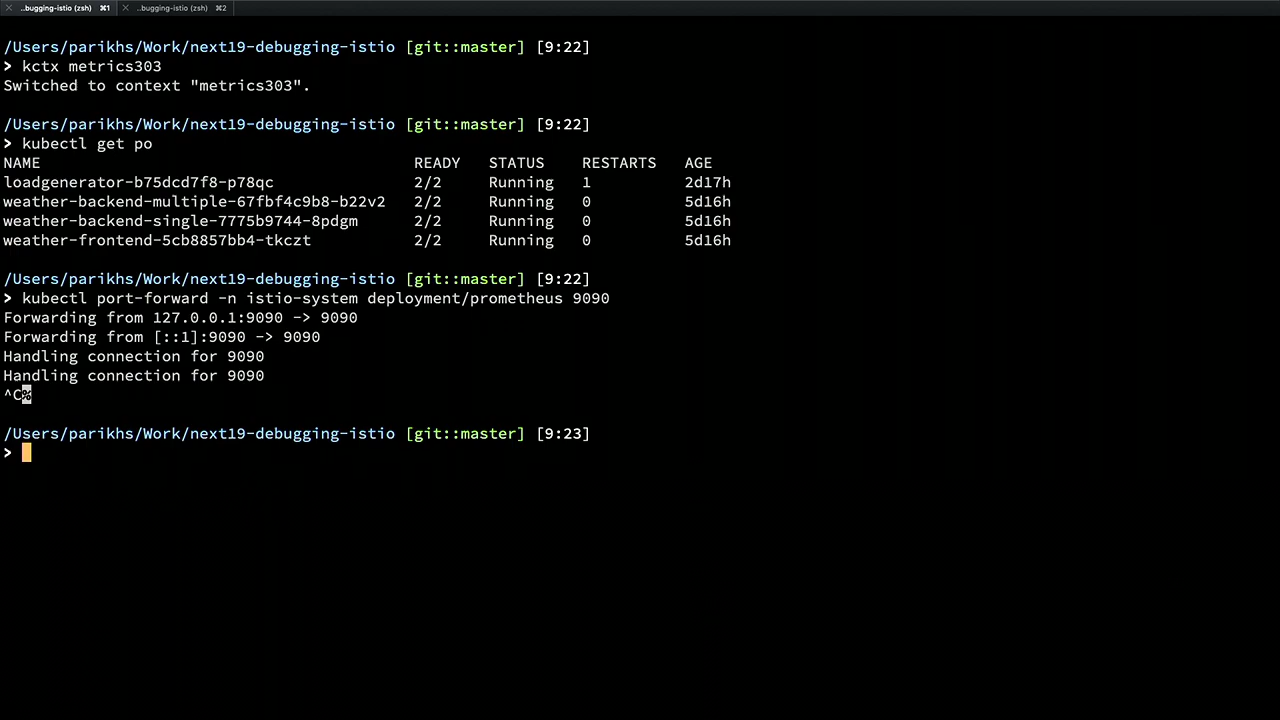 ..bugging-istio (zsh) ⌘1 ..bugging-istio (zsh) ⌘2
/Users/parikhs/Work/next19-debugging-istio [git::master] [9:22]
> kctx metrics303
Switched to context "metrics303".
/Users/parikhs/Work/next19-debugging-istio [git::master] [9:22]
> kubectl get po
NAME READY STATUS RESTARTS AGE
loadgenerator-b75dcd7f8-p78qc 2/2 Running 1 2d17h
weather-backend-multiple-67fbf4c9b8-b22v2 2/2 Running 0 5d16h
weather-backend-single-7775b9744-8pdgm 2/2 Running 0 5d16h
weather-frontend-5cb8857bb4-tkczt 2/2 Running 0 5d16h
/Users/parikhs/Work/next19-debugging-istio [git::master] [9:22]
> kubectl port-forward -n istio-system deployment/prometheus 9090
Forwarding from 127.0.0.1:9090 -> 9090
Forwarding from [::1]:9090 -> 9090
Handling connection for 9090
Handling connection for 9090
^C%
/Users/parikhs/Work/next19-debugging-istio [git::master] [9:23]
>